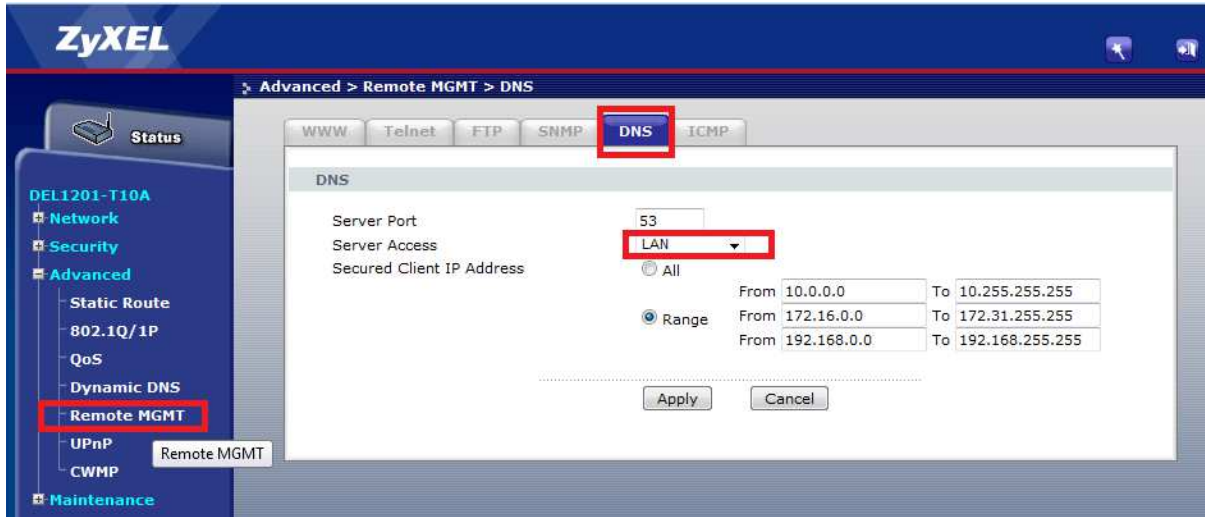 ZyXEL
Advanced > Remote MGMT > DNS
Status
WWW Telnet FTP SNMP DNS ICMP
DNS
DEL1201-T10A
Network
Security
Advanced
Static Route
802.1Q/1P
QoS
Dynamic DNS
Remote MGMT
UPnP
Remote MGMT
CWMP
Maintenance
Server Port 53
Server Access LAN
Secured Client IP Address All
Range
From 10.0.0.0 To 10.255.255.255
From 172.16.0.0 To 172.31.255.255
From 192.168.0.0 To 192.168.255.255
Apply Cancel